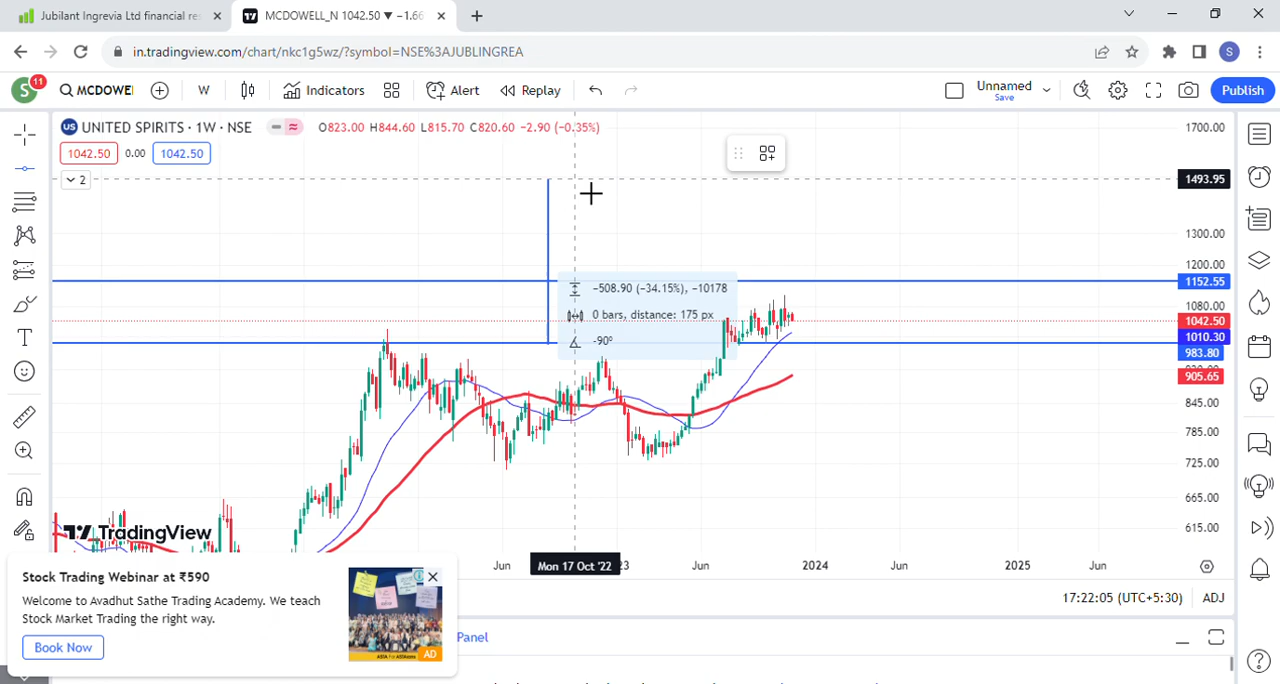 Jubilant Ingrevia Ltd financial res
MCDOWELL_N 1042.50 ▼ −1.66
in.tradingview.com/chart/nkc1g5wz/?symbol=NSE%3AJUBLINGREA
S
S
11
MCDOWE
W
Indicators
Alert
Replay
Unnamed
Save
Publish
US
UNITED SPIRITS · 1W · NSE
O823.00 H844.60 L815.70 C820.60 −2.90 (−0.35%)
1042.50
0.00
1042.50
2
1700.00
1493.95
1300.00
1200.00
1152.55
1080.00
1042.50
1010.30
983.80
905.65
845.00
785.00
725.00
665.00
615.00
−508.90 (−34.15%), −10178
0 bars, distance: 175 px
-90º
TradingView
Jun
Mon 17 Oct '22
23
Jun
2024
Jun
2025
Jun
17:22:05 (UTC+5:30)
ADJ
Panel
Stock Trading Webinar at ₹590
Welcome to Avadhut Sathe Trading Academy. We teach
Stock Market Trading the right way.
Book Now
AD